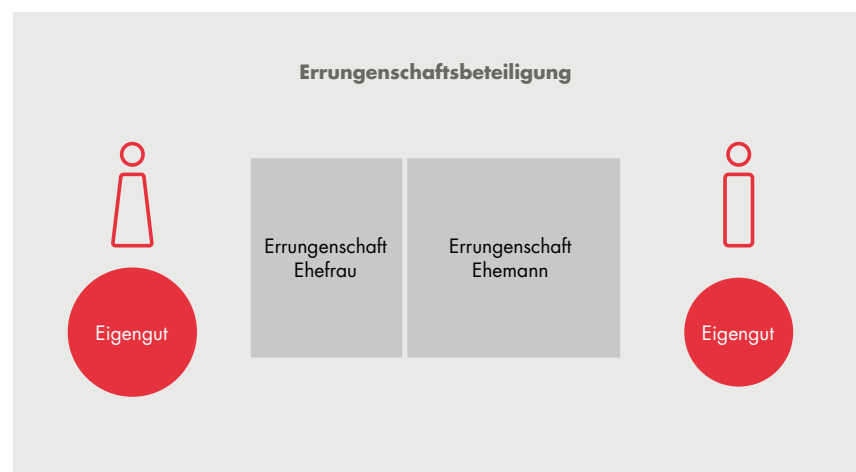 Errungenschaftsbeteiligung
Errungenschaft
Ehefrau
Errungenschaft
Ehemann
Eigengut
Eigengut